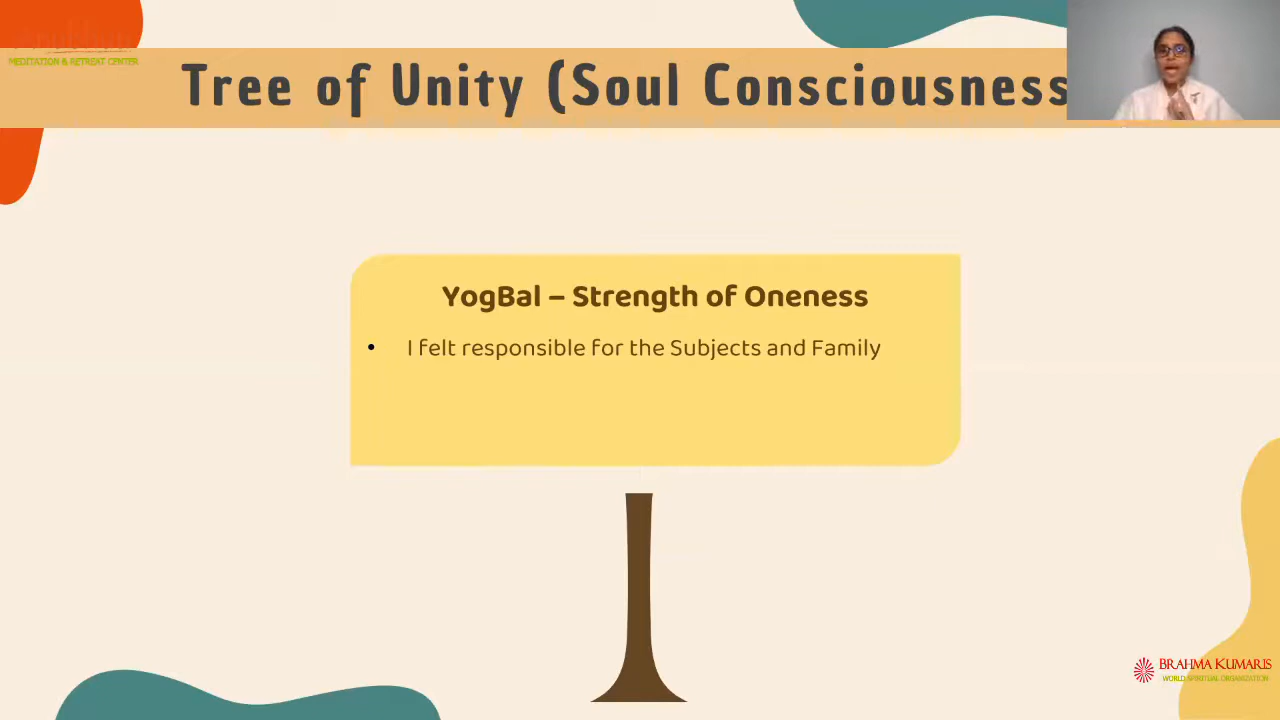 MEDITATION & RETREAT CENTER
Tree of Unity (Soul Consciousness
YogBal – Strength of Oneness
• I felt responsible for the Subjects and Family
BRAHMA KUMARIS
WORLD SPIRITUAL ORGANIZATION